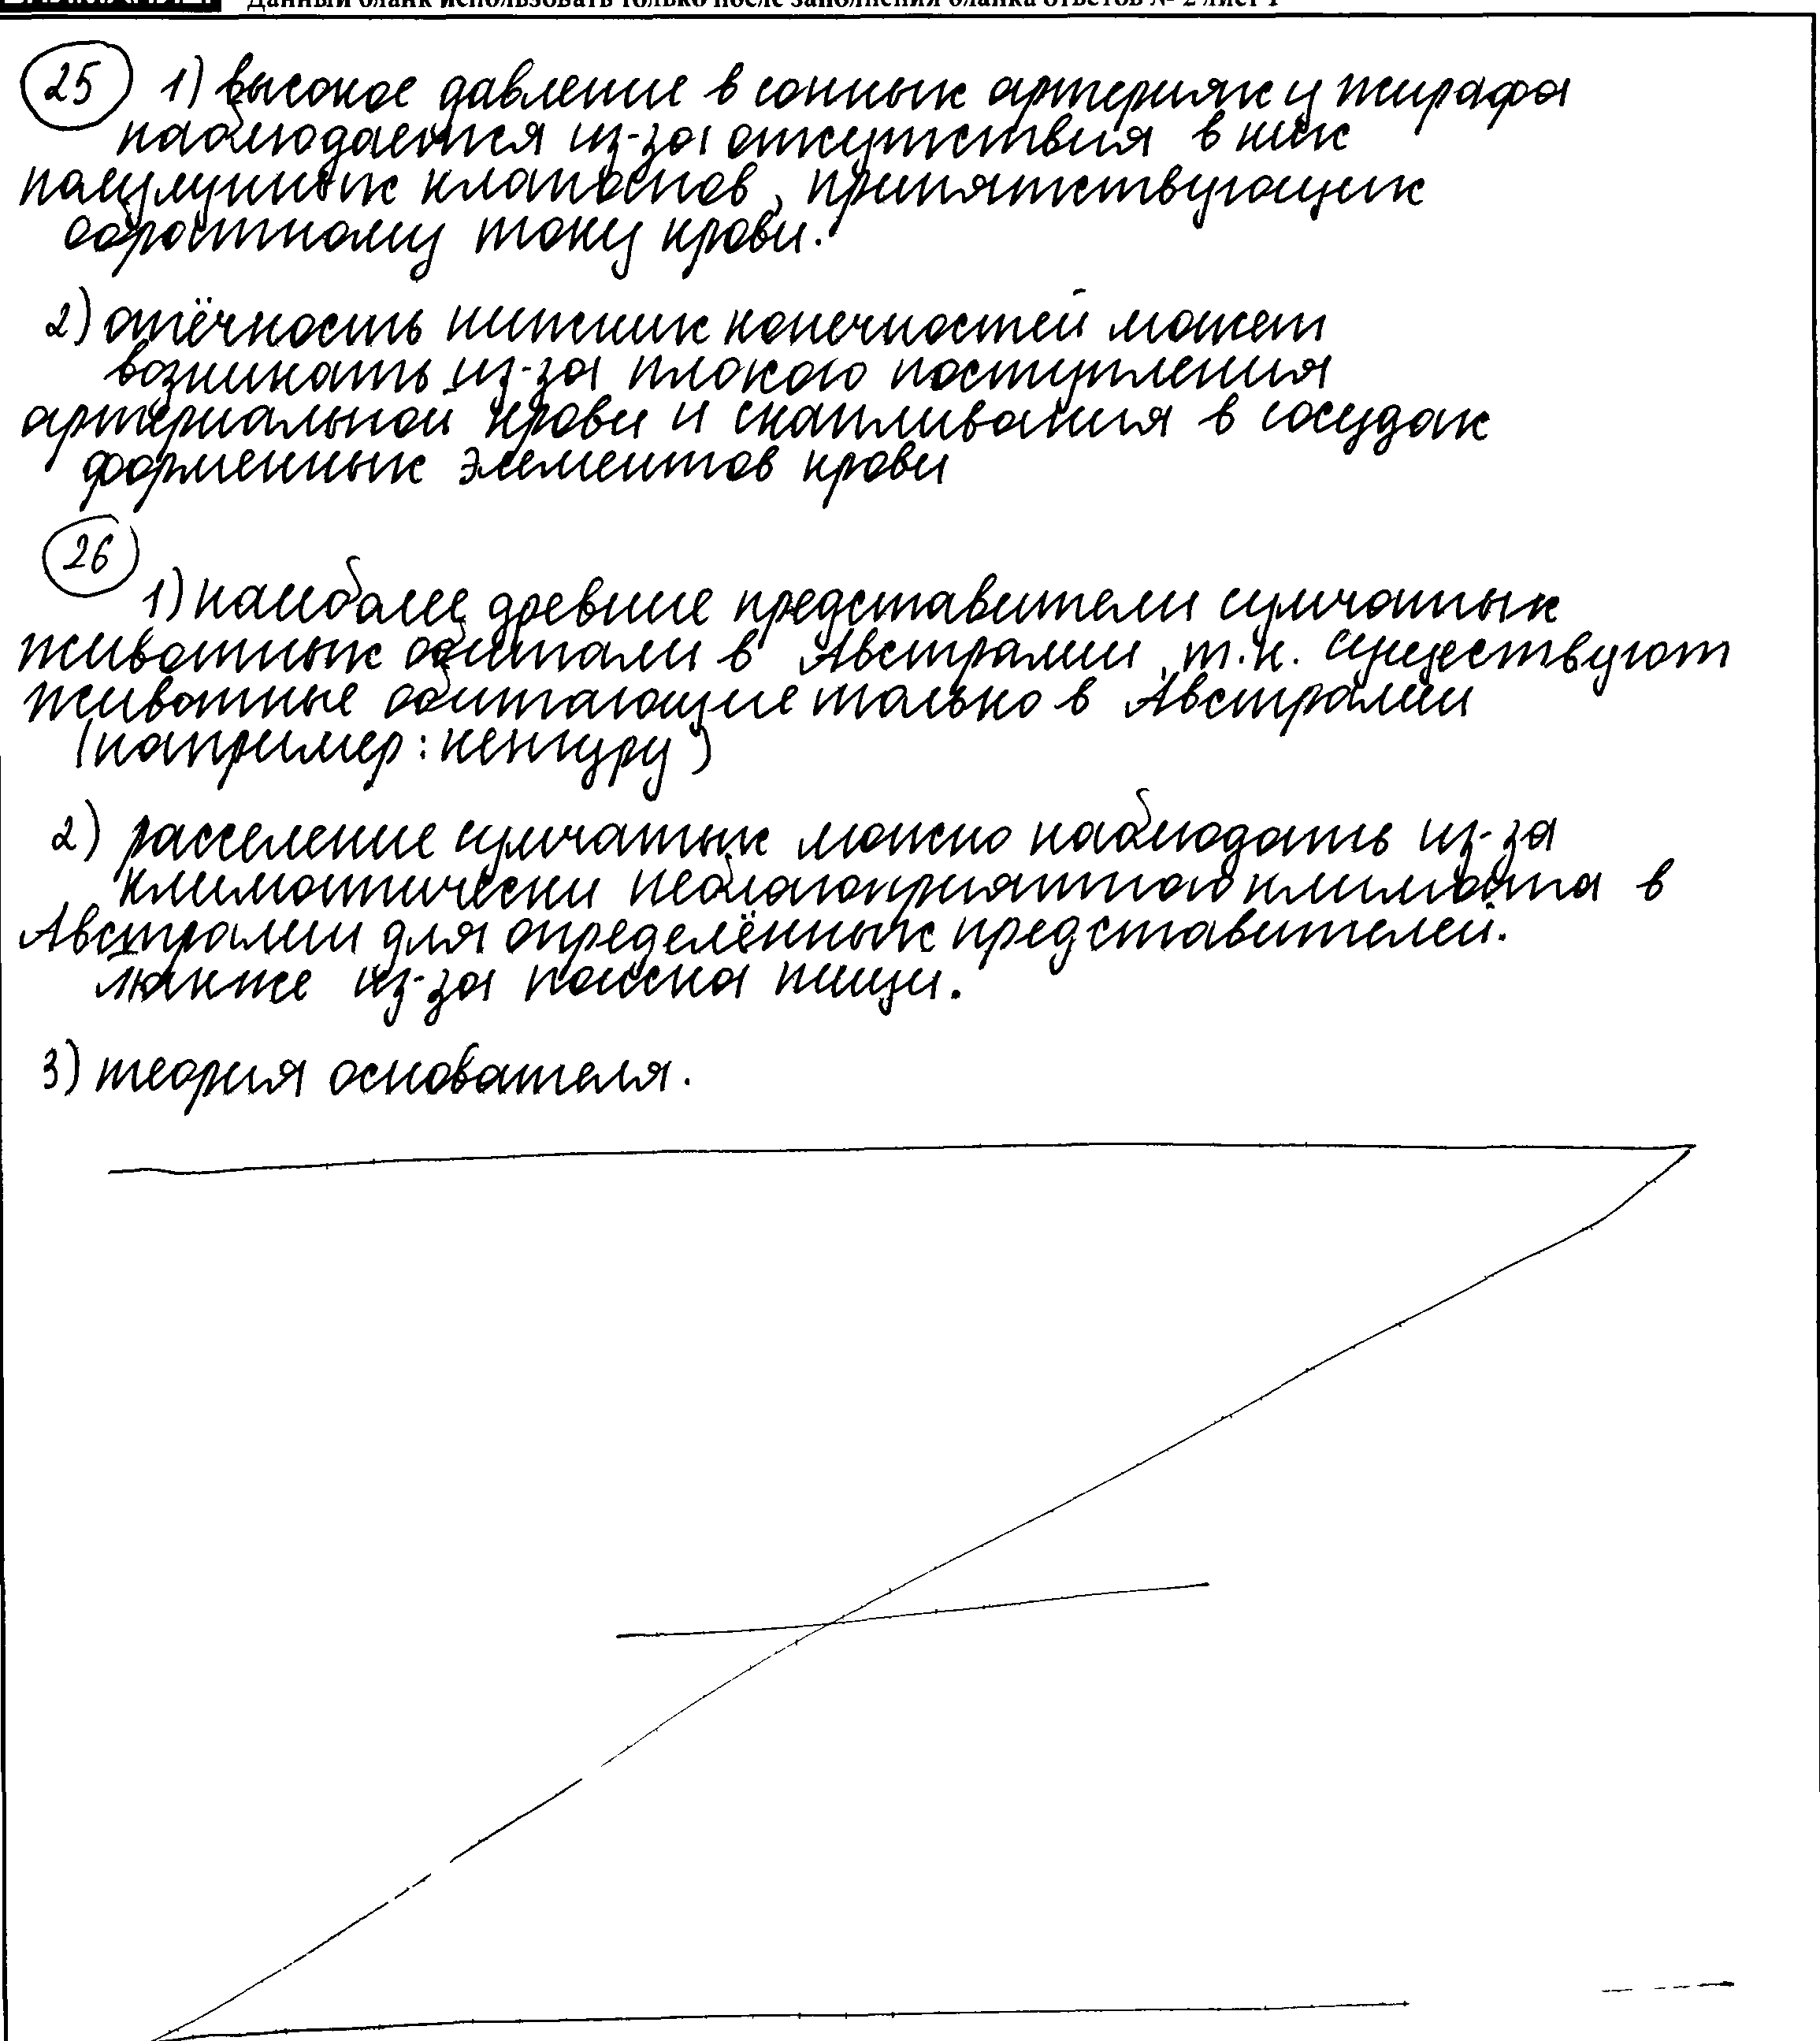 Данный бланк использовать только после заполнения бланка ответов № 2 лист 1
25 1) высокое давление в сонных артериях у жирафа
наблюдается из-за отсутствия в них
полулунных клапанов, припятствующих
обратному току крови.
2) отёчность нижних конечностей может
возникать из-за плохого поступления
артериальной крови и скапливания в сосудах
форменных элементов крови
26
1) наиболее древние представители сумчатых
животных обитали в Австралии, т.к. существуют
животные обитающие только в Австралии
(например: кенгуру)
2) расселение сумчатых можно наблюдать из-за
климатически неблагоприятного климата в
Австралии для определённых представителей.
также из-за поиска пищи.
3) теория основателя.